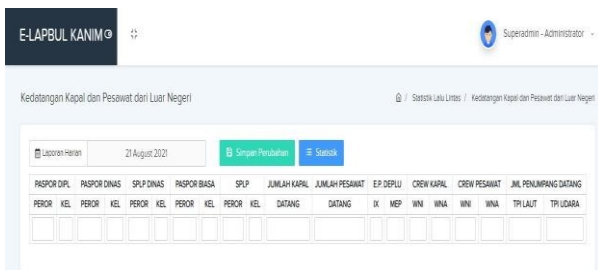 E-LAPBUL KANIM
Superadmin - Administrator
Kedatangan Kapal dan Pesawat dari Luar Negeri
/ Statistik Lalu Lintas / Kedatangan Kapal dan Pesawat dari Luar Negeri
Laporan Harian 21 August 2021 Simpan Perubahan Statistik
PASPOR DIPL PASPOR DINAS SPLP DINAS PASPOR BIASA SPLP JUMLAH KAPAL JUMLAH PESAWAT E.P. DEPLU CREW KAPAL CREW PESAWAT JML PENUMPANG DATANG
PEROR KEL PEROR KEL PEROR KEL PEROR KEL PEROR KEL DATANG DATANG IX MEP WNI WNA WNI WNA TPI LAUT TPI UDARA